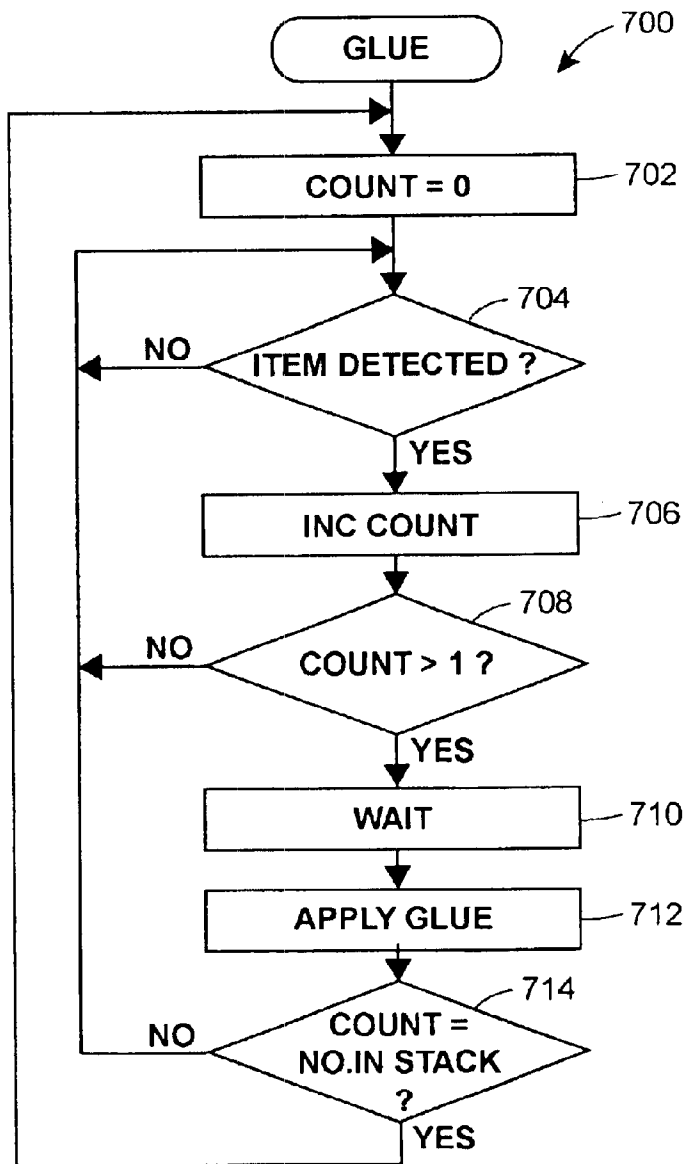 GLUE
700
COUNT = 0
702
704
ITEM DETECTED ?
NO
YES
INC COUNT
706
708
COUNT > 1 ?
NO
YES
WAIT
710
APPLY GLUE
712
714
NO
COUNT =
NO.IN STACK
?
YES